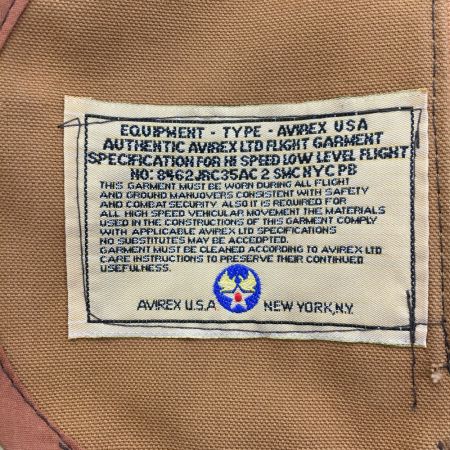 EQUIPMENT - TYPE - AVIREX USA
AUTHENTIC AVIREX LTD FLIGHT GARMENT
SPECIFICATION FOR HI SPEED LOW LEVEL FLIGHT
NO: 8462JRC35AC 2 SMC NYC PB
THIS GARMENT MUST BE WORN DURING ALL FLIGHT
AND GROUND MANUOVERS CONSISTENT WITH SAFETY
AND COMBAT SECURITY. ALSO IT IS REQUIRED FOR
ALL HIGH SPEED VEHICULAR MOVEMENT THE MATERIALS
USED IN THE CONSTRUCTIONS OF THIS GARMENT COMPLY
WITH APPLICABLE AVIREX LTD SPECIFICATIONS
NO SUBSTITUTES MAY BE ACCEPTED.
GARMENT MUST BE CLEANED ACCORDING TO AVIREX LTD
CARE INSTRUCTIONS TO PRESERVE THEIR CONTINUED
USEFULNESS.
AVIREX U.S.A. NEW YORK, N.Y.